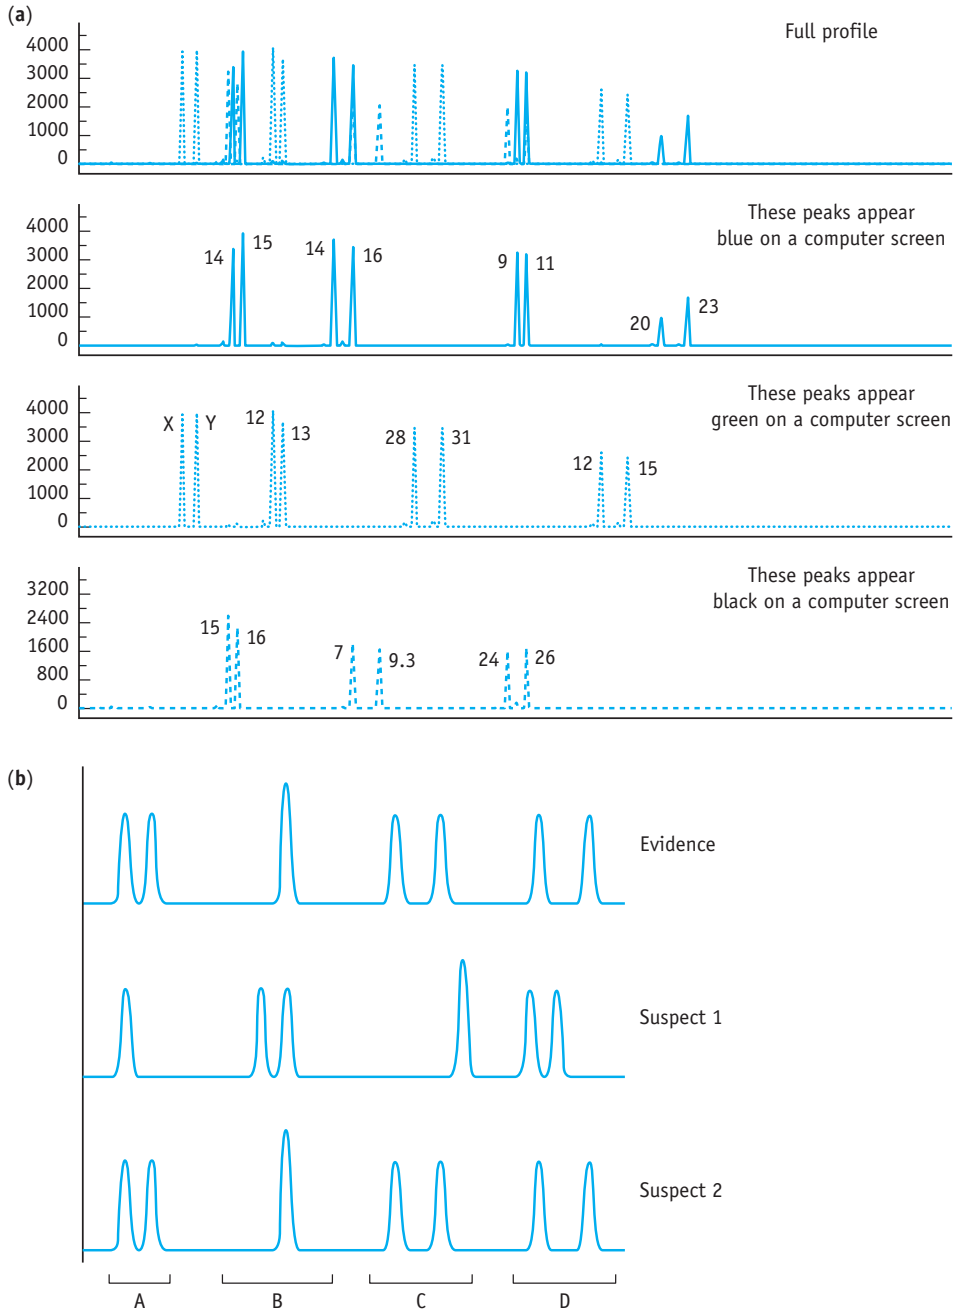 (a)
Full profile
4000
3000
2000
1000
0
These peaks appear
blue on a computer screen
4000
3000
2000
1000
0
14
15
14
16
9
11
20
23
These peaks appear
green on a computer screen
4000
3000
2000
1000
0
X
Y
12
13
28
31
12
15
These peaks appear
black on a computer screen
3200
2400
1600
800
0
15
16
7
9.3
24
26
(b)
Evidence
Suspect 1
Suspect 2
A B C D